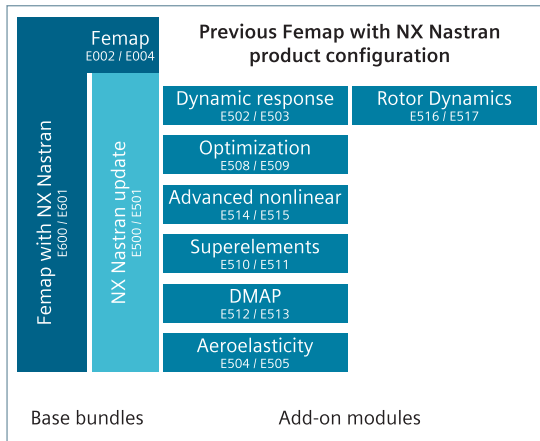 Previous Femap with NX Nastran
product configuration
Femap
E002 / E004
Femap with NX Nastran
E600 / E601
NX Nastran update
E500 / E501
Dynamic response
E502 / E503
Rotor Dynamics
E516 / E517
Optimization
E508 / E509
Advanced nonlinear
E514 / E515
Superelements
E510 / E511
DMAP
E512 / E513
Aeroelasticity
E504 / E505
Base bundles
Add-on modules